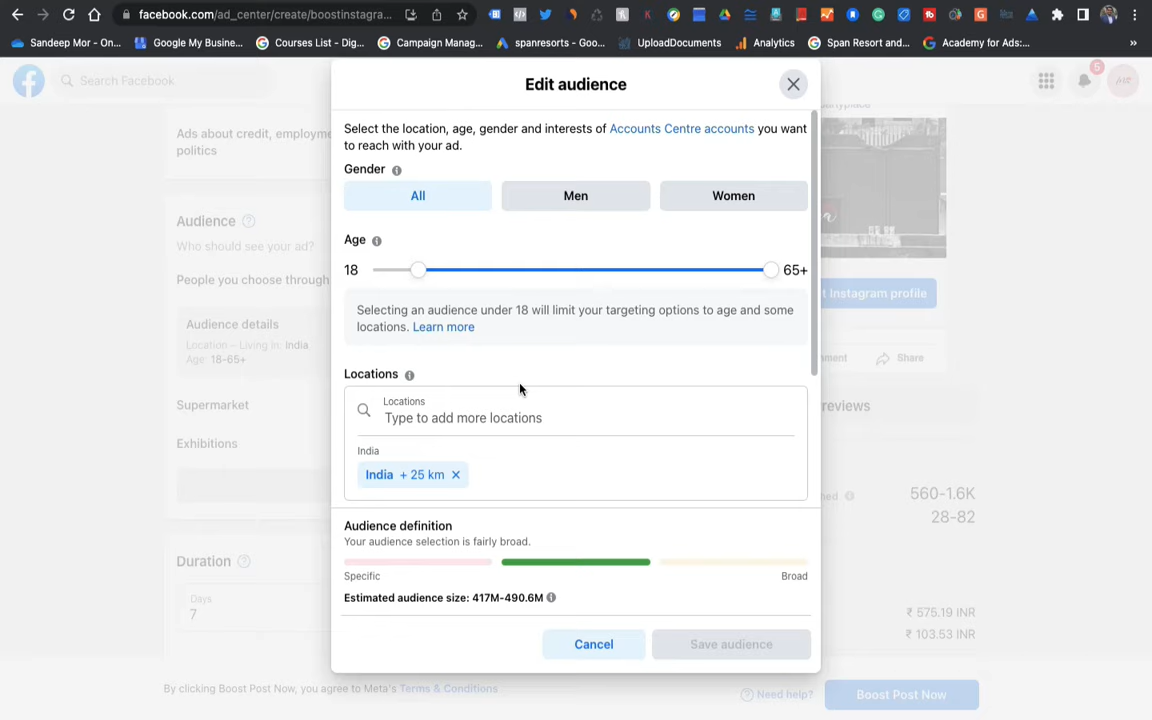 facebook.com/ad_center/create/boostinstagra...
Sandeep Mor - On...
Google My Busine...
Courses List - Dig...
Campaign Manag...
spanresorts - Goo...
UploadDocuments
Analytics
Span Resort and...
Academy for Ads:...
»
Search Facebook
5
Edit audience
Ads about credit, employme
politics
Select the location, age, gender and interests of Accounts Centre accounts you want
to reach with your ad.
Gender
All
Men
Women
Audience
Who should see your ad?
People you choose through
Age
18
65+
Selecting an audience under 18 will limit your targeting options to age and some
locations. Learn more
Audience details
Location – Living in: India
Age: 18-65+
t Instagram profile
mment
Share
Locations
Locations
Type to add more locations
India
India + 25 km
Supermarket
Exhibitions
reviews
hed
560-1.6K
28-82
Audience definition
Your audience selection is fairly broad.
Specific
Broad
Estimated audience size: 417M-490.6M
Duration
Days
7
₹ 575.19 INR
₹ 103.53 INR
Cancel
Save audience
By clicking Boost Post Now, you agree to Meta's Terms & Conditions
Need help?
Boost Post Now